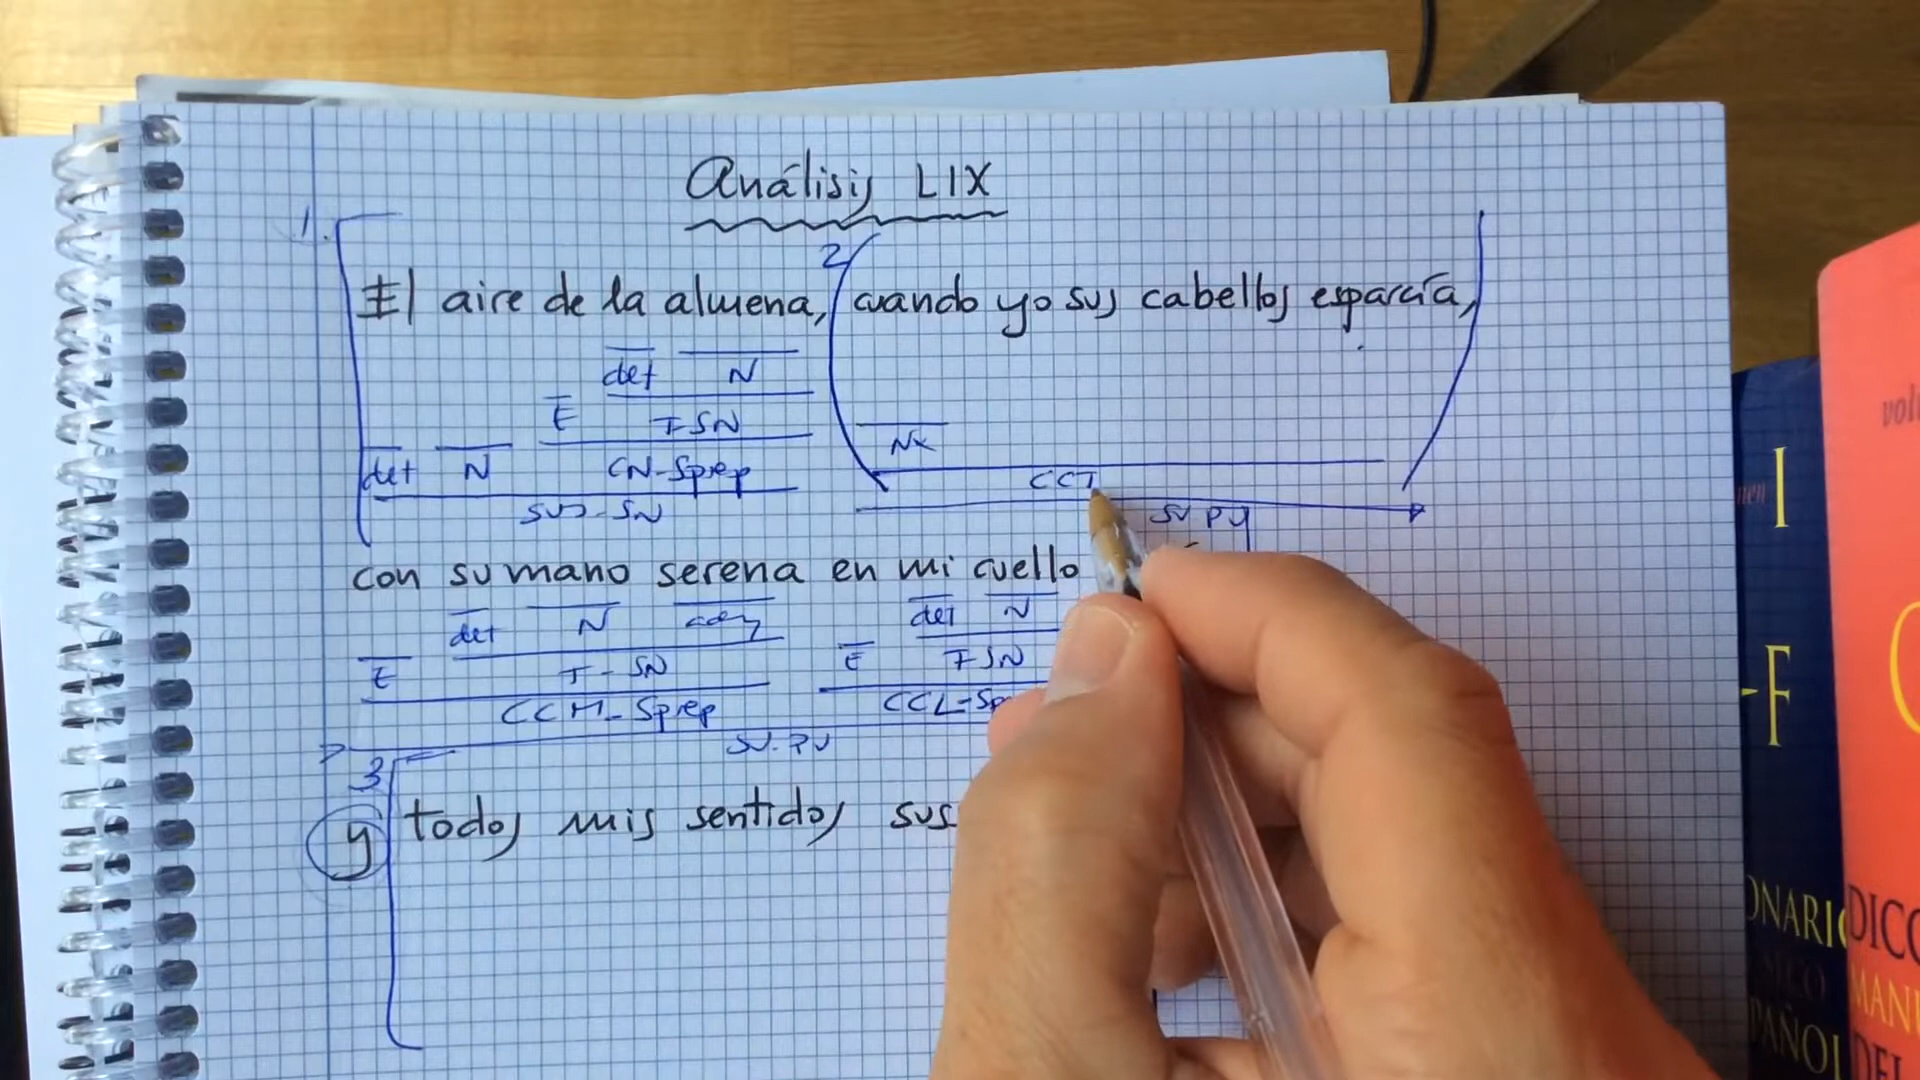 Análisis LIX
1.
2
El aire de la almena, cuando yo sus cabellos esparcía,
det N
E T SN Nx
det N CN-Sprep CCT
SUJ-SN SV PV
con su mano serena en mi cuello
det N adj det N
E T-SN E T SN
CCM-Sprep CCL-Sp
SV-PV
3
y todos mis sentidos sus
I
-F